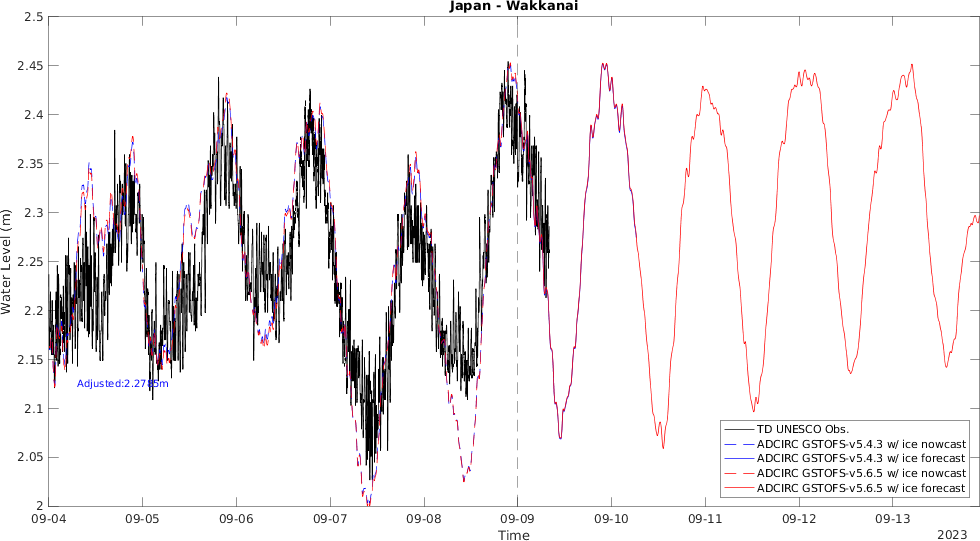 Japan - Wakkanai
2.5
2.45
2.4
2.35
2.3
2.25
2.2
2.15
2.1
2.05
2
Water Level (m)
Adjusted:2.2785m
TD UNESCO Obs.
ADCIRC GSTOFS-v5.4.3 w/ ice nowcast
ADCIRC GSTOFS-v5.4.3 w/ ice forecast
ADCIRC GSTOFS-v5.6.5 w/ ice nowcast
ADCIRC GSTOFS-v5.6.5 w/ ice forecast
09-04 09-05 09-06 09-07 09-08 09-09 09-10 09-11 09-12 09-13
Time
2023